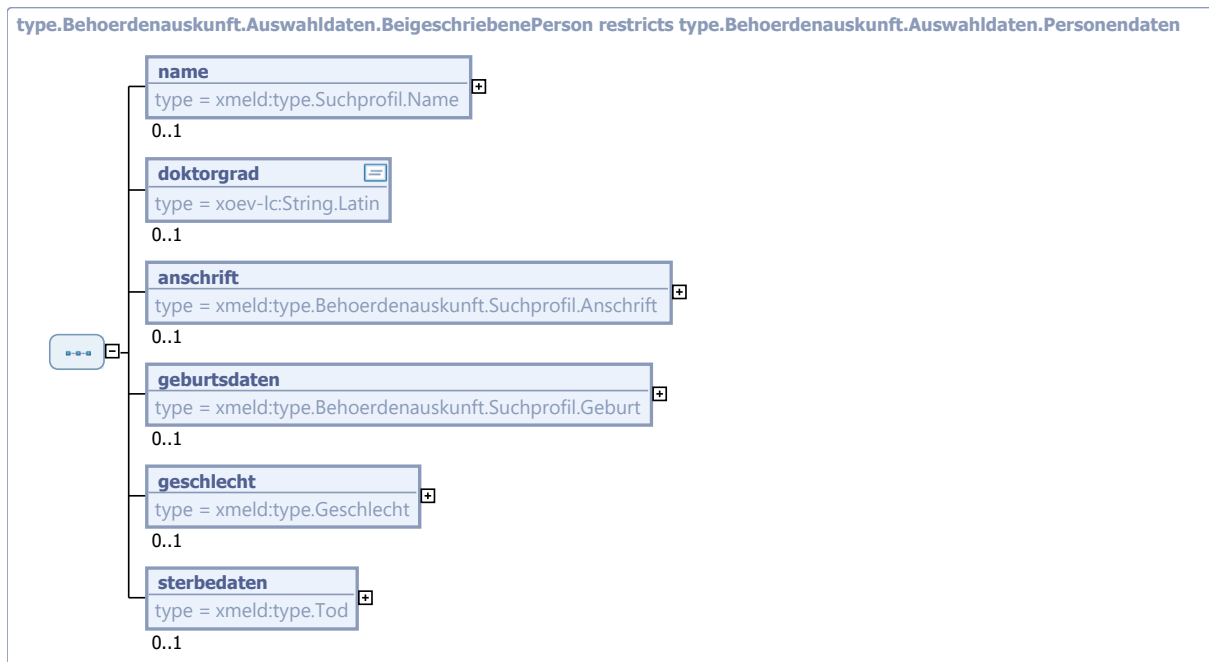 type.Behoerdenauskunft.Auswahldaten.BeigeschriebenePerson restricts type.Behoerdenauskunft.Auswahldaten.Personendaten
name
type = xmeld:type.Suchprofil.Name
0..1
doktorgrad
type = xoev-lc:String.Latin
0..1
anschrift
type = xmeld:type.Behoerdenauskunft.Suchprofil.Anschrift
0..1
geburtsdaten
type = xmeld:type.Behoerdenauskunft.Suchprofil.Geburt
0..1
geschlecht
type = xmeld:type.Geschlecht
0..1
sterbedaten
type = xmeld:type.Tod
0..1